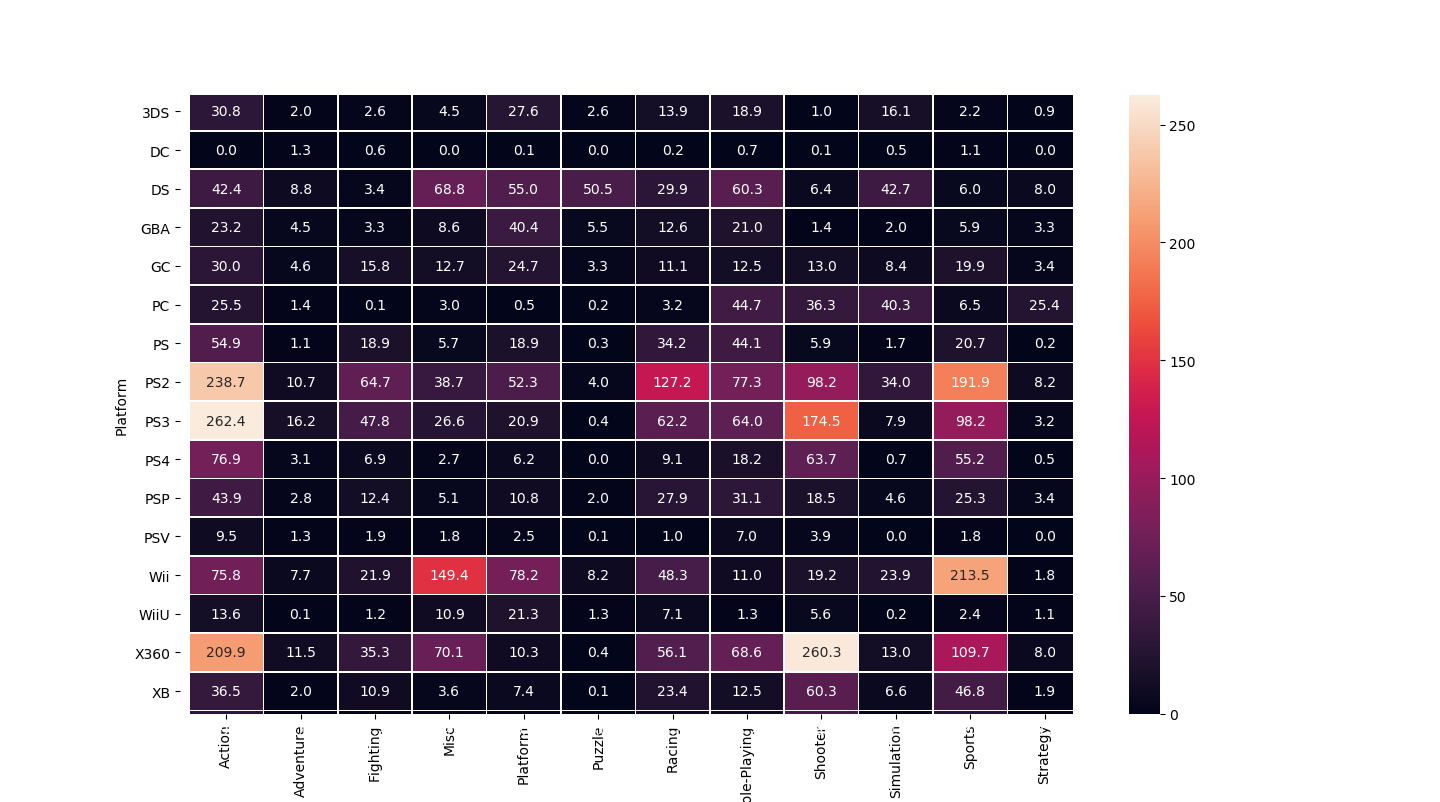 3DS 30.8 2.0 2.6 4.5 27.6 2.6 13.9 18.9 1.0 16.1 2.2 0.9
DC 0.0 1.3 0.6 0.0 0.1 0.0 0.2 0.7 0.1 0.5 1.1 0.0
DS 42.4 8.8 3.4 68.8 55.0 50.5 29.9 60.3 6.4 42.7 6.0 8.0
GBA 23.2 4.5 3.3 8.6 40.4 5.5 12.6 21.0 1.4 2.0 5.9 3.3
GC 30.0 4.6 15.8 12.7 24.7 3.3 11.1 12.5 13.0 8.4 19.9 3.4
PC 25.5 1.4 0.1 3.0 0.5 0.2 3.2 44.7 36.3 40.3 6.5 25.4
PS 54.9 1.1 18.9 5.7 18.9 0.3 34.2 44.1 5.9 1.7 20.7 0.2
PS2 238.7 10.7 64.7 38.7 52.3 4.0 127.2 77.3 98.2 34.0 191.9 8.2
PS3 262.4 16.2 47.8 26.6 20.9 0.4 62.2 64.0 174.5 7.9 98.2 3.2
PS4 76.9 3.1 6.9 2.7 6.2 0.0 9.1 18.2 63.7 0.7 55.2 0.5
PSP 43.9 2.8 12.4 5.1 10.8 2.0 27.9 31.1 18.5 4.6 25.3 3.4
PSV 9.5 1.3 1.9 1.8 2.5 0.1 1.0 7.0 3.9 0.0 1.8 0.0
Wii 75.8 7.7 21.9 149.4 78.2 8.2 48.3 11.0 19.2 23.9 213.5 1.8
WiiU 13.6 0.1 1.2 10.9 21.3 1.3 7.1 1.3 5.6 0.2 2.4 1.1
X360 209.9 11.5 35.3 70.1 10.3 0.4 56.1 68.6 260.3 13.0 109.7 8.0
XB 36.5 2.0 10.9 3.6 7.4 0.1 23.4 12.5 60.3 6.6 46.8 1.9
Platform
Action Adventure Fighting Misc Platform Puzzle Racing ole-Playing Shooter Simulation Sports Strategy
250
200
150
100
50
0